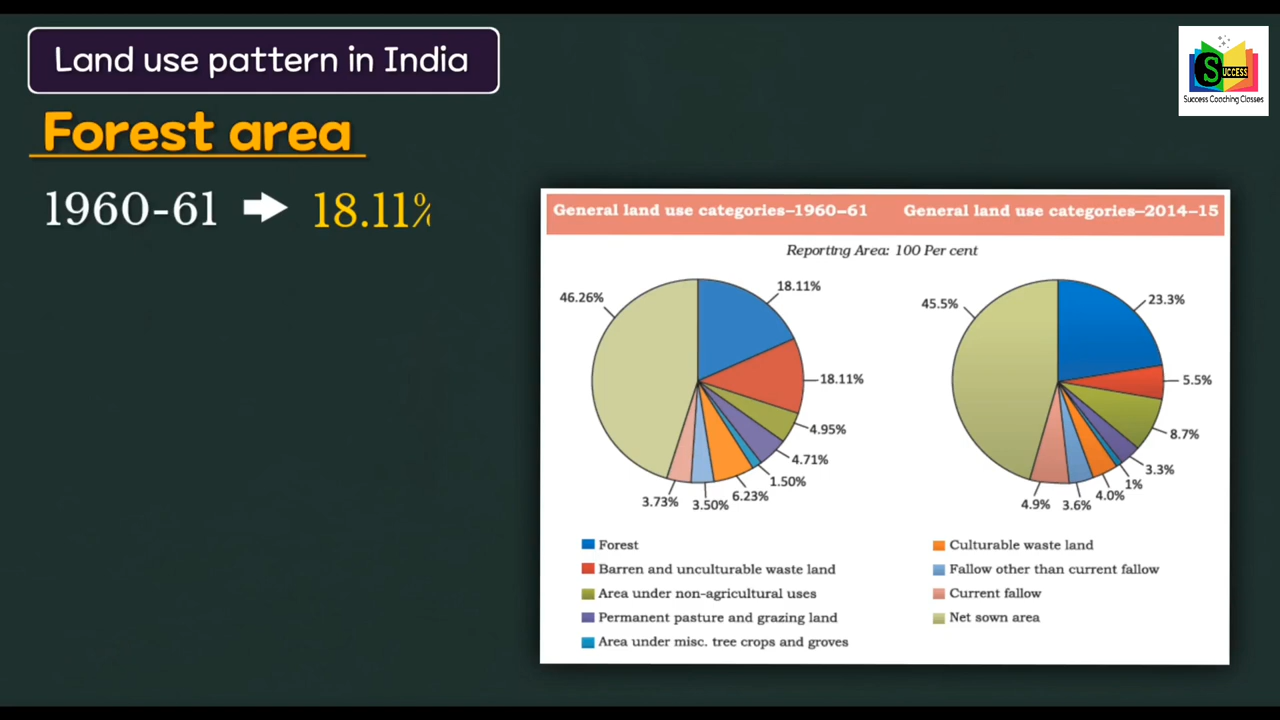 Land use pattern in India
Forest area
1960-61 18.11%
SUCCESS
Success Coaching Classes
General land use categories–1960–61
General land use categories–2014–15
Reporting Area: 100 Per cent
46.26%
18.11%
18.11%
4.95%
4.71%
1.50%
6.23%
3.50%
3.73%
45.5%
23.3%
5.5%
8.7%
3.3%
1%
4.0%
3.6%
4.9%
Forest
Barren and unculturable waste land
Area under non-agricultural uses
Permanent pasture and grazing land
Area under misc. tree crops and groves
Culturable waste land
Fallow other than current fallow
Current fallow
Net sown area